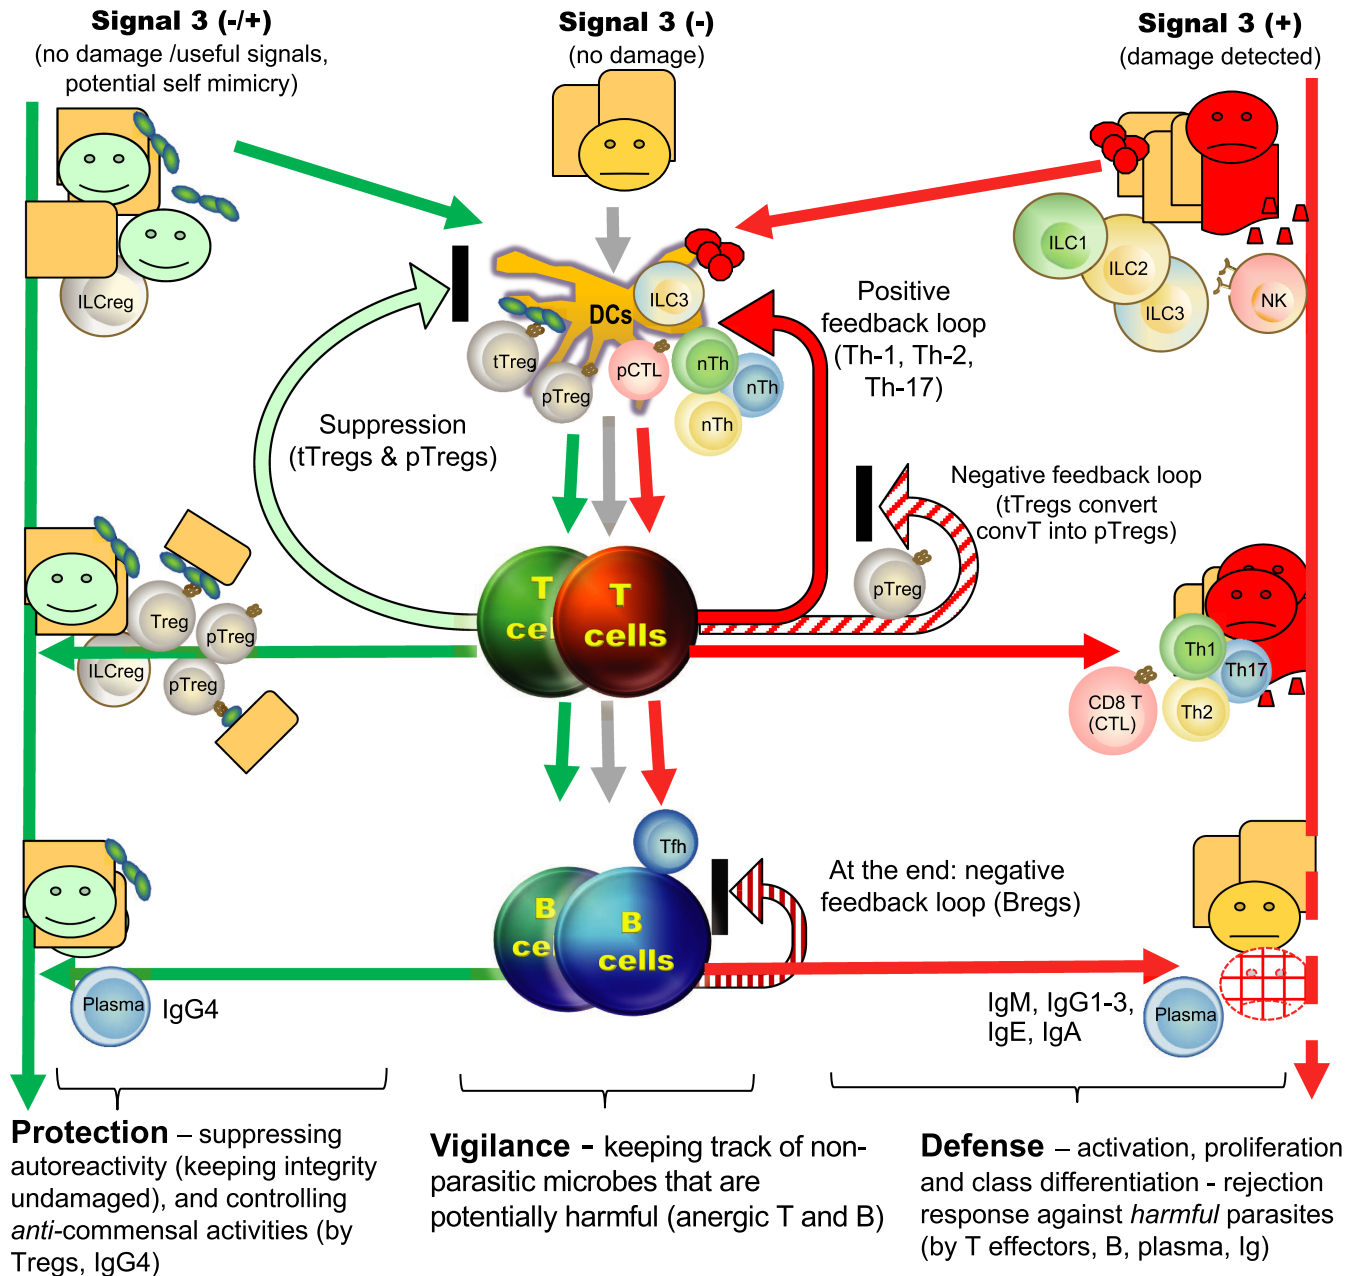 Signal 3 (-/+)
(no damage /useful signals,
potential self mimicry)
Signal 3 (-)
(no damage)
Signal 3 (+)
(damage detected)
ILCreg
ILC1
ILC2
ILC3
NK
ILC3
DCs
tTreg
pTreg
pCTL
nTh
nTh
nTh
Positive
feedback loop
(Th-1, Th-2,
Th-17)
Suppression
(tTregs & pTregs)
Negative feedback loop
(tTregs convert
convT into pTregs)
pTreg
T
cells
T
cells
Treg
pTreg
ILCreg
pTreg
Th1
Th17
Th2
CD8 T
(CTL)
Tfh
B
cells
B
cells
At the end: negative
feedback loop (Bregs)
Plasma
IgG4
IgM, IgG1-3,
IgE, IgA
Plasma
Protection – suppressing
autoreactivity (keeping integrity
undamaged), and controlling
anti-commensal activities (by
Tregs, IgG4)
Vigilance - keeping track of non-
parasitic microbes that are
potentially harmful (anergic T and B)
Defense – activation, proliferation
and class differentiation - rejection
response against harmful parasites
(by T effectors, B, plasma, Ig)